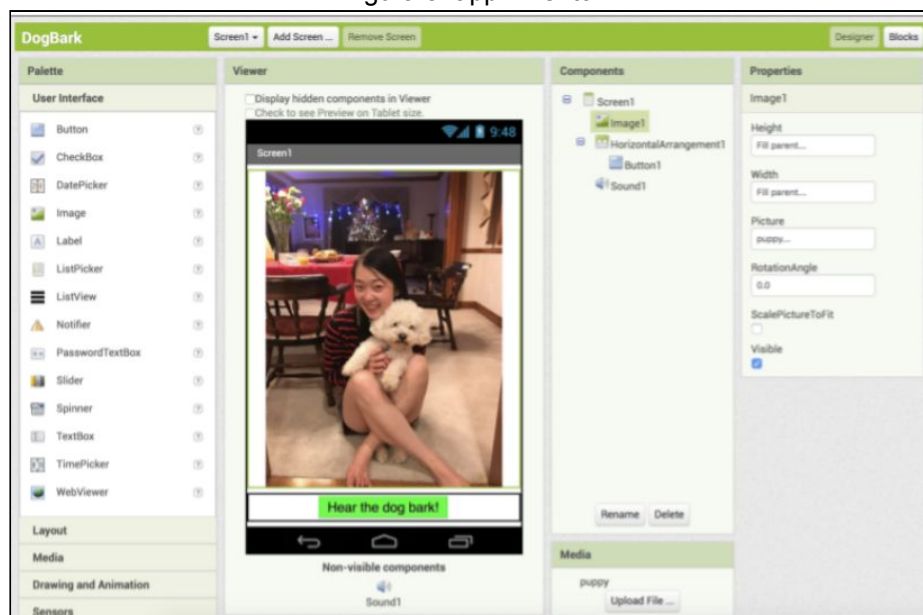 DogBark
Screen1
Add Screen ...
Remove Screen
Designer
Blocks
Palette
User Interface
Button
CheckBox
DatePicker
Image
Label
ListPicker
ListView
Notifier
PasswordTextBox
Slider
Spinner
TextBox
TimePicker
WebViewer
Layout
Media
Drawing and Animation
Sensors
Viewer
Display hidden components in Viewer
Check to see Preview on Tablet size.
9:48
Screen1
Hear the dog bark!
Non-visible components
Sound1
Components
Screen1
Image1
HorizontalArrangement1
Button1
Sound1
Rename
Delete
Media
puppy
Upload File ...
Properties
Image1
Height
Fill parent...
Width
Fill parent...
Picture
puppy...
RotationAngle
0.0
ScalePictureToFit
Visible